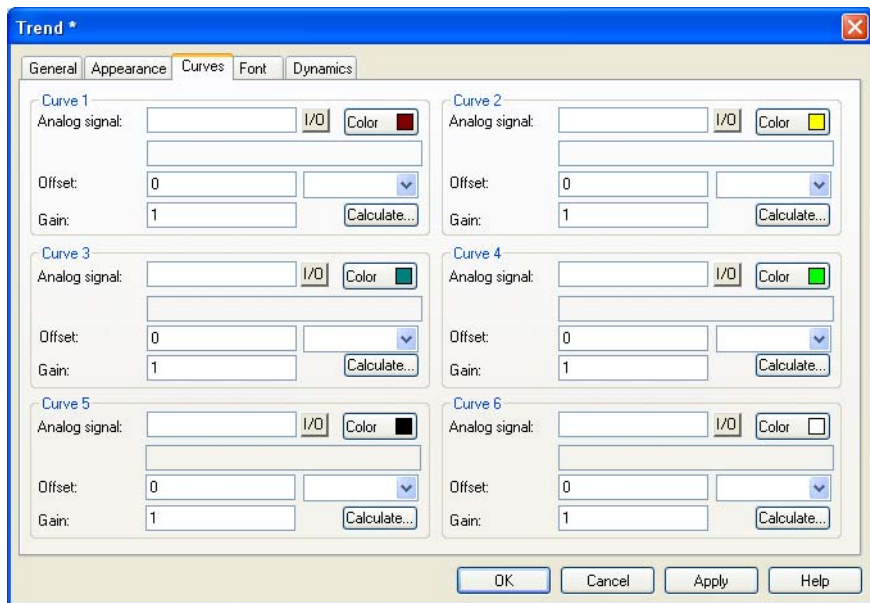 Trend *
General Appearance Curves Font Dynamics
Curve 1
Analog signal: I/O Color
Offset: 0
Gain: 1 Calculate...
Curve 2
Analog signal: I/O Color
Offset: 0
Gain: 1 Calculate...
Curve 3
Analog signal: I/O Color
Offset: 0
Gain: 1 Calculate...
Curve 4
Analog signal: I/O Color
Offset: 0
Gain: 1 Calculate...
Curve 5
Analog signal: I/O Color
Offset: 0
Gain: 1 Calculate...
Curve 6
Analog signal: I/O Color
Offset: 0
Gain: 1 Calculate...
OK Cancel Apply Help